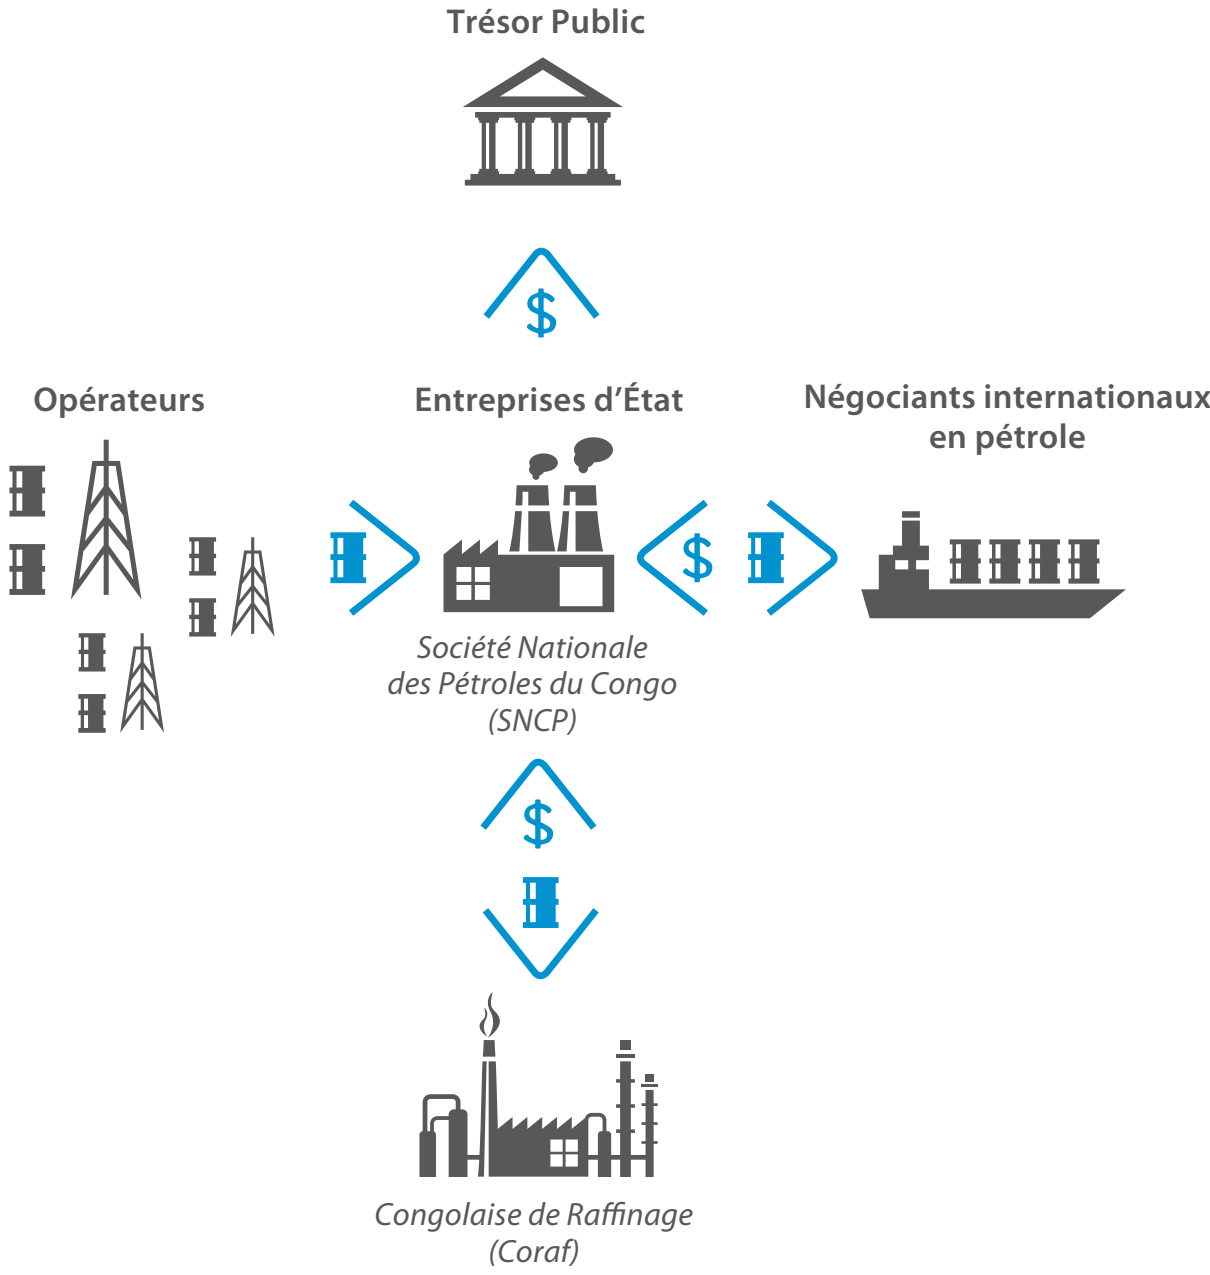 Trésor Public
$
Opérateurs
Entreprises d’État
Négociants internationaux
en pétrole
$
Société Nationale
des Pétroles du Congo
(SNCP)
$
Congolaise de Raffinage
(Coraf)